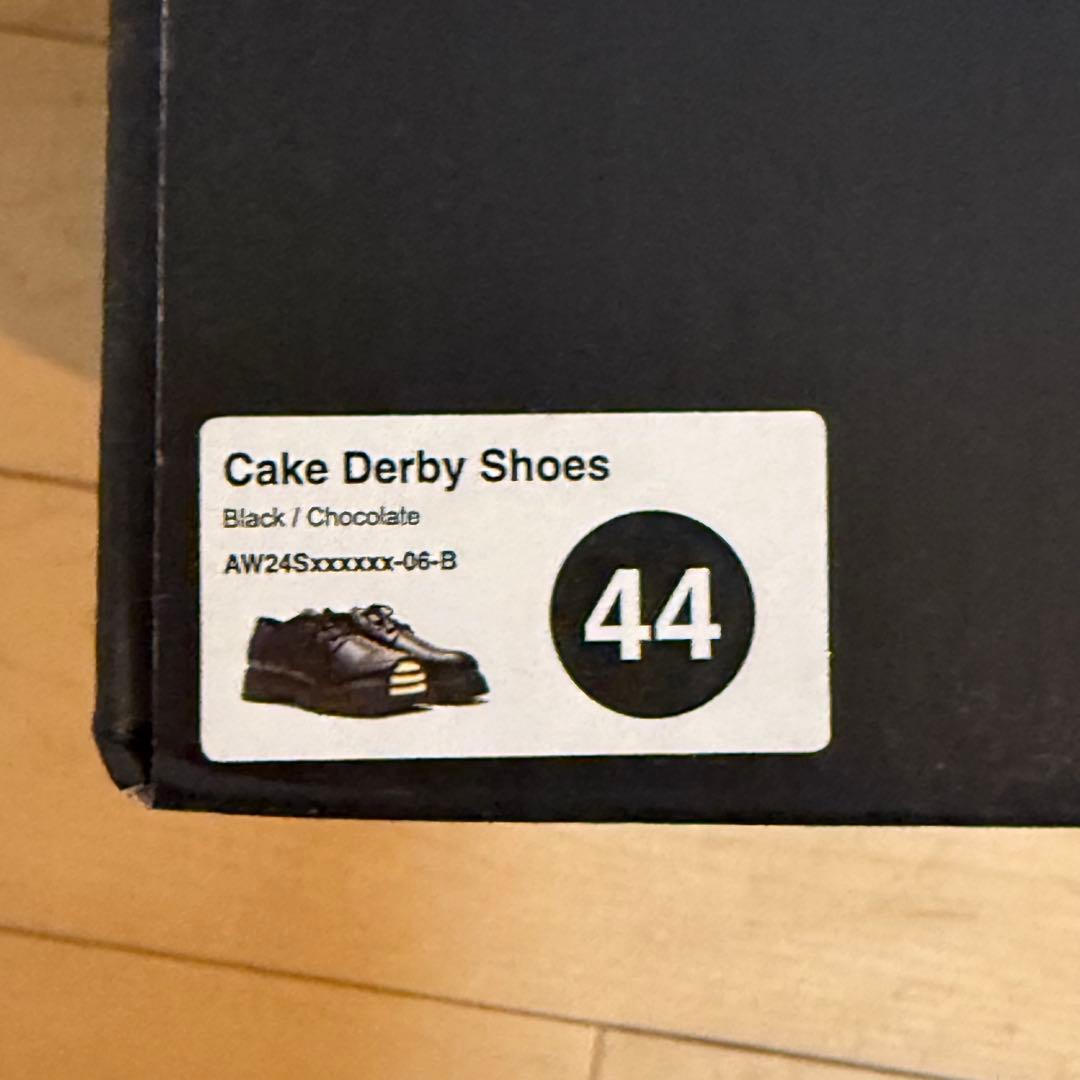 Cake Derby Shoes
Black / Chocolate
AW24Sxxxxxx-06-B
44